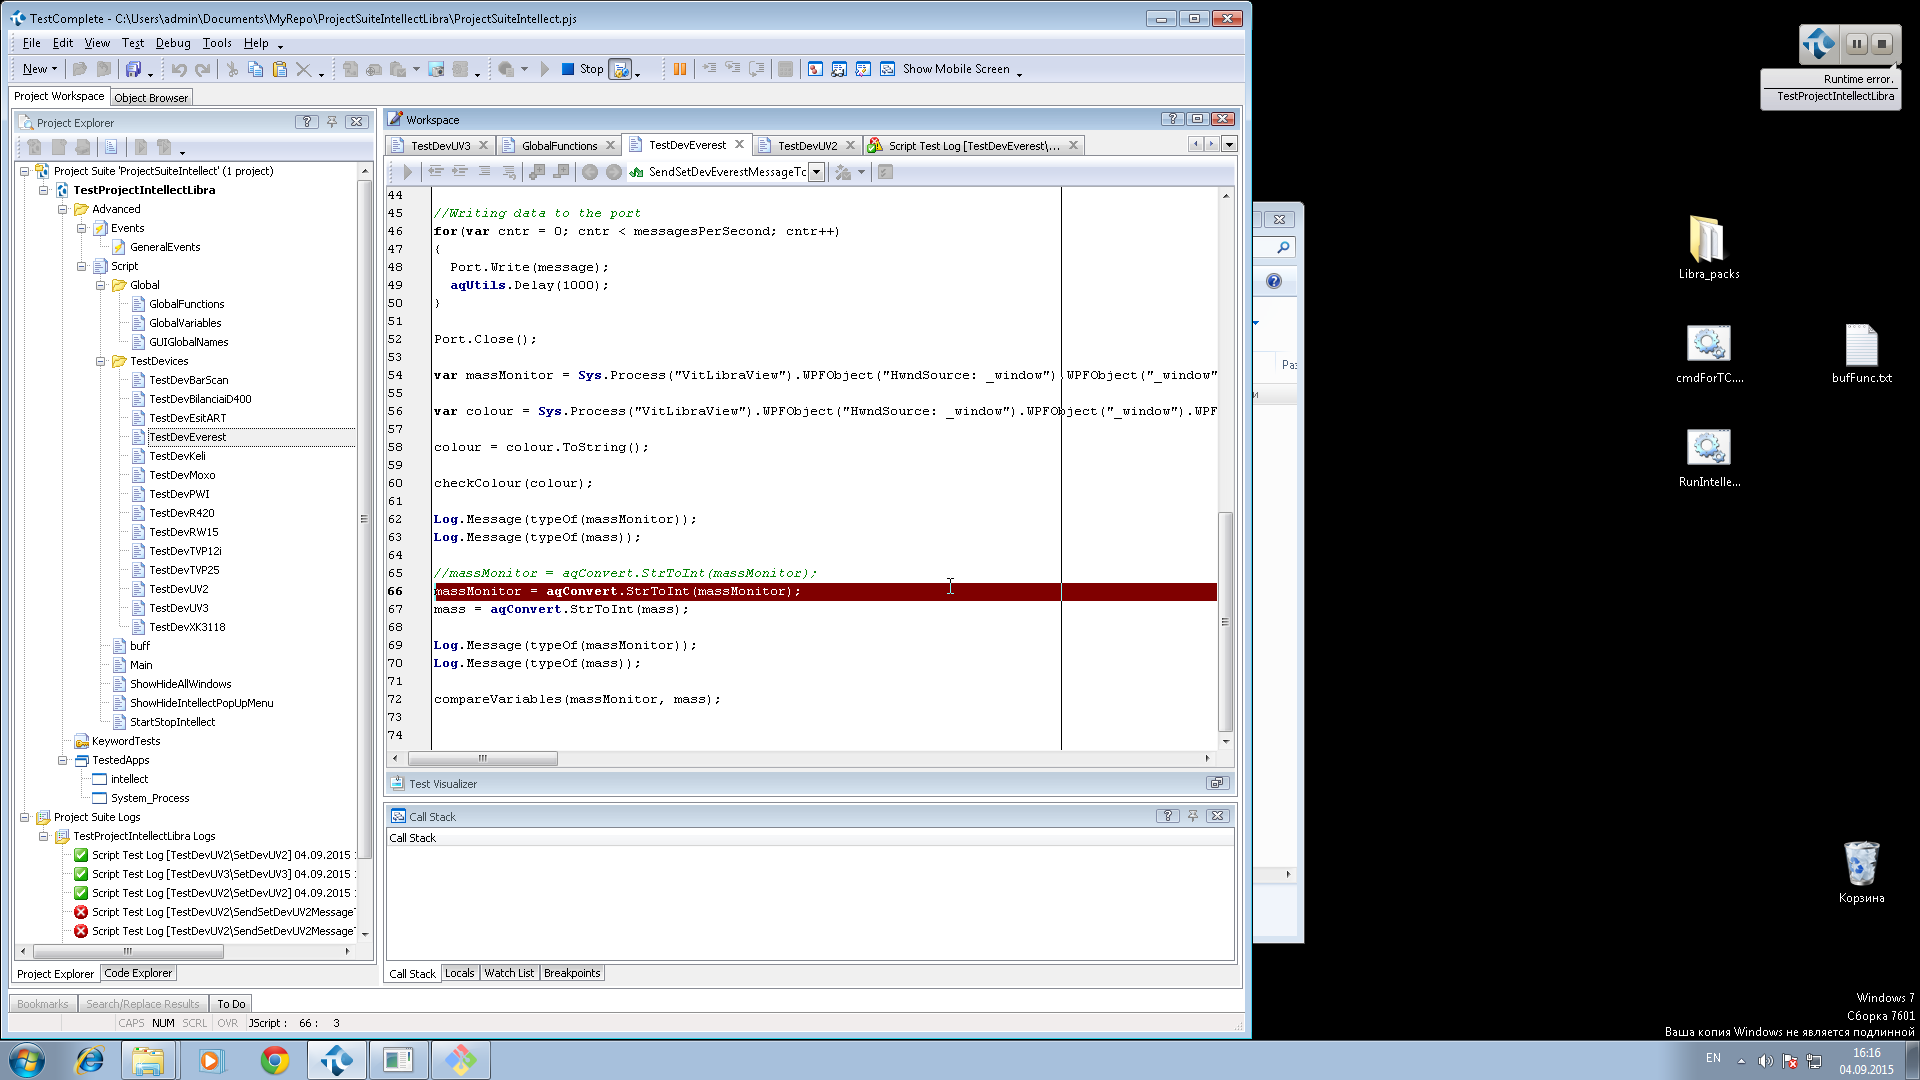 TestComplete - C:\Users\admin\Documents\MyRepo\ProjectSuiteIntellectLibra\ProjectSuiteIntellect.pjs
File Edit View Test Debug Tools Help
New Stop Show Mobile Screen
Project Workspace Object Browser
Project Explorer
Project Suite 'ProjectSuiteIntellect' (1 project)
TestProjectIntellectLibra
Advanced
Events
GeneralEvents
Script
Global
GlobalFunctions
GlobalVariables
GUIGlobalNames
TestDevices
TestDevBarScan
TestDevBilanciaiD400
TestDevEsitART
TestDevEverest
TestDevKeli
TestDevMoxo
TestDevPWI
TestDevR420
TestDevRW15
TestDevTVP12i
TestDevTVP25
TestDevUV2
TestDevUV3
TestDevXK3118
buff
Main
ShowHideAllWindows
ShowHideIntellectPopUpMenu
StartStopIntellect
KeywordTests
TestedApps
intellect
System_Process
Project Suite Logs
TestProjectIntellectLibra Logs
Script Test Log [TestDevUV2\SetDevUV2] 04.09.2015
Script Test Log [TestDevUV3\SetDevUV3] 04.09.2015
Script Test Log [TestDevUV2\SetDevUV2] 04.09.2015
Script Test Log [TestDevUV2\SendSetDevUV2Message
Script Test Log [TestDevUV2\SendSetDevUV2Message
Project Explorer Code Explorer
Workspace
TestDevUV3 GlobalFunctions TestDevEverest TestDevUV2 Script Test Log [TestDevEverest\...
SendSetDevEverestMessageTc
44
45 //Writing data to the port
46 for(var cntr = 0; cntr < messagesPerSecond; cntr++)
47 {
48 Port.Write(message);
49 aqUtils.Delay(1000);
50 }
51
52 Port.Close();
53
54 var massMonitor = Sys.Process("VitLibraView").WPFObject("HwndSource: _window").WPFObject("_window"
55
56 var colour = Sys.Process("VitLibraView").WPFObject("HwndSource: _window").WPFObject("_window").WPF
57
58 colour = colour.ToString();
59
60 checkColour(colour);
61
62 Log.Message(typeOf(massMonitor));
63 Log.Message(typeOf(mass));
64
65 //massMonitor = aqConvert.StrToInt(massMonitor);
66 massMonitor = aqConvert.StrToInt(massMonitor);
67 mass = aqConvert.StrToInt(mass);
68
69 Log.Message(typeOf(massMonitor));
70 Log.Message(typeOf(mass));
71
72 compareVariables(massMonitor, mass);
73
74
Test Visualizer
Call Stack
Call Stack
Call Stack Locals Watch List Breakpoints
Bookmarks Search/Replace Results To Do
CAPS NUM SCRL OVR JScript : 66 : 3
Раз
и
Runtime error.
TestProjectIntellectLibra
Libra_packs
cmdForTC....
bufFunc.txt
RunIntelle...
Корзина
Windows 7
Сборка 7601
Ваша копия Windows не является подлинной
EN
16:16
04.09.2015